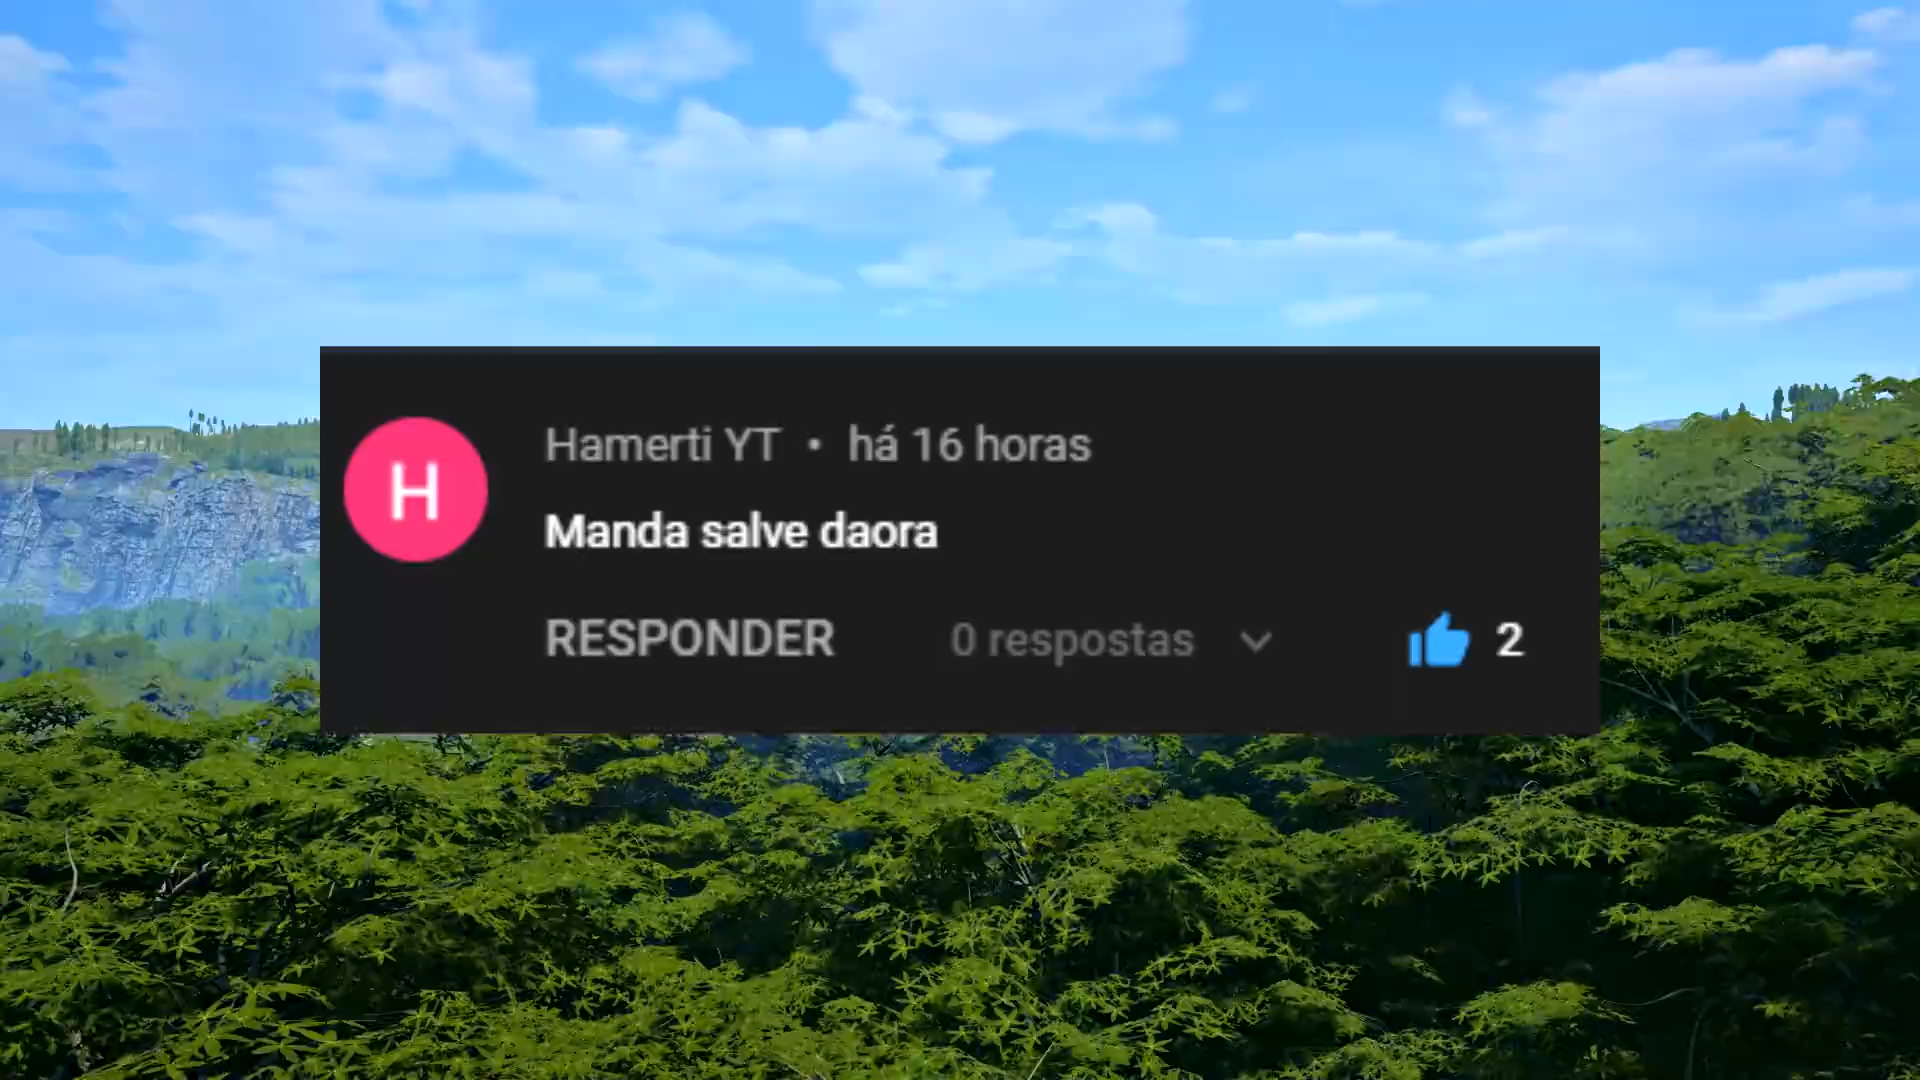 H
Hamerti YT • há 16 horas
Manda salve daora
RESPONDER 0 respostas 2